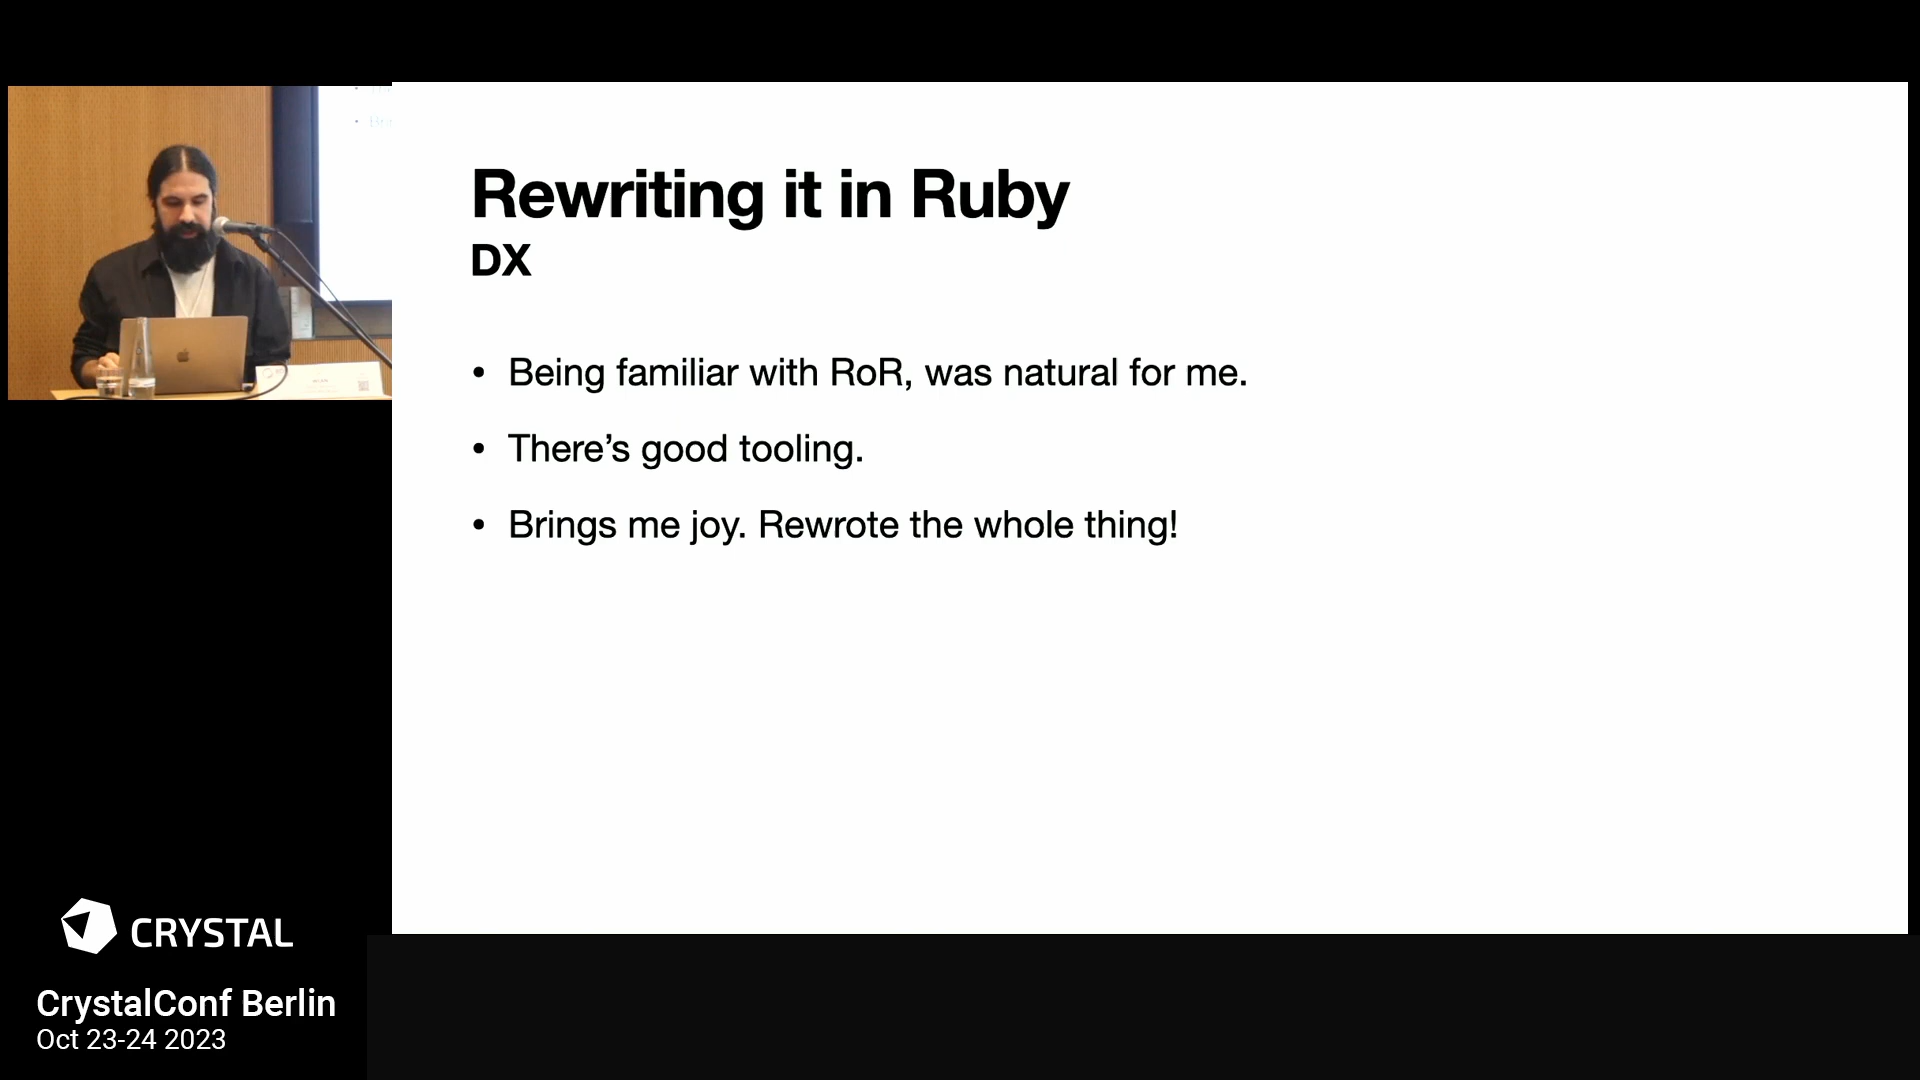 Rewriting it in Ruby
DX
• Being familiar with RoR, was natural for me.
• There’s good tooling.
• Brings me joy. Rewrote the whole thing!
CRYSTAL
CrystalConf Berlin
Oct 23-24 2023